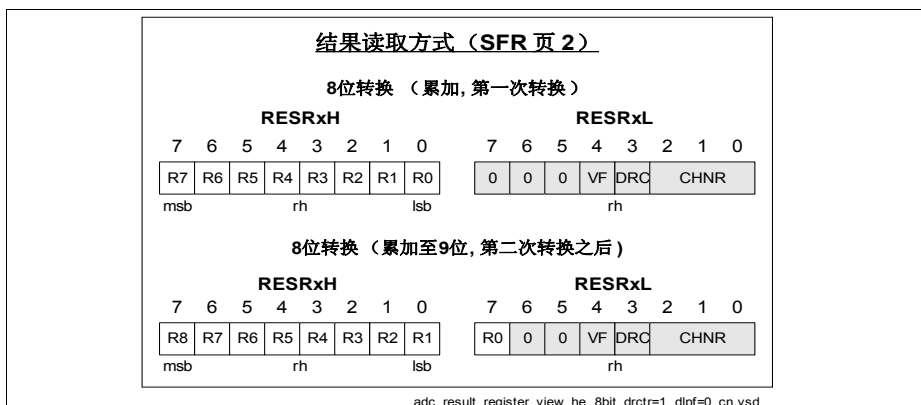 结果读取方式（SFR 页 2）
8位转换 （累加, 第一次转换）
RESRxH RESRxL
7 6 5 4 3 2 1 0 7 6 5 4 3 2 1 0
R7 R6 R5 R4 R3 R2 R1 R0 0 0 0 VF DRC CHNR
msb rh lsb rh
8位转换 （累加至9位, 第二次转换之后 )
RESRxH RESRxL
7 6 5 4 3 2 1 0 7 6 5 4 3 2 1 0
R8 R7 R6 R5 R4 R3 R2 R1 R0 0 0 VF DRC CHNR
msb rh lsb rh
adc_result_register_view_he_8bit_drctr=1_dlpf=0_cn.vsd